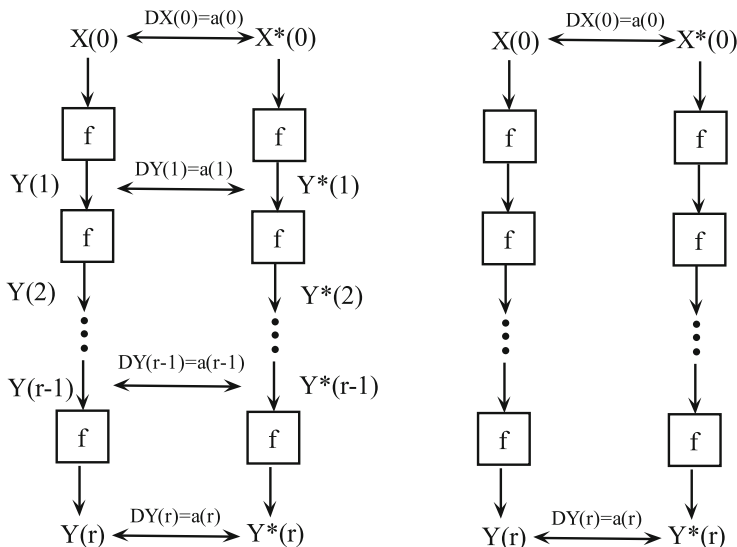 X(0) DX(0)=a(0) X*(0)
f f
Y(1) DY(1)=a(1) Y*(1)
f f
Y(2) Y*(2)
Y(r-1) DY(r-1)=a(r-1) Y*(r-1)
f f
Y(r) DY(r)=a(r) Y*(r)
X(0) DX(0)=a(0) X*(0)
f f
f f
f f
Y(r) DY(r)=a(r) Y*(r)